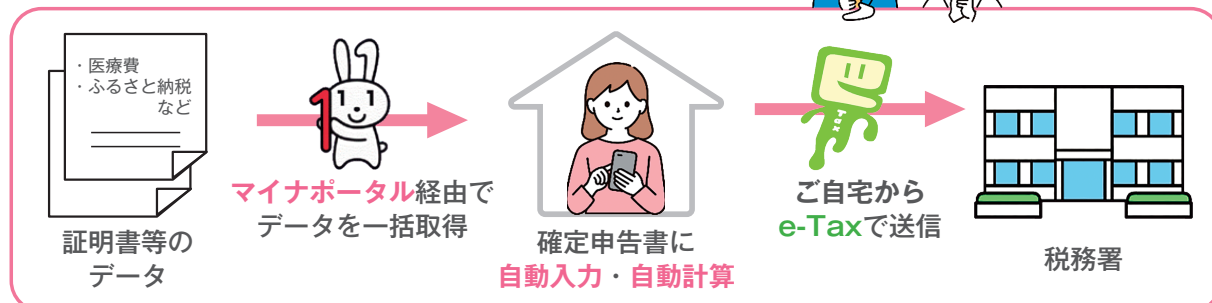 ・医療費
・ふるさと納税
など
証明書等の
データ
マイナポータル経由で
データを一括取得
確定申告書に
自動入力・自動計算
Tax
ご自宅から
e-Taxで送信
税務署